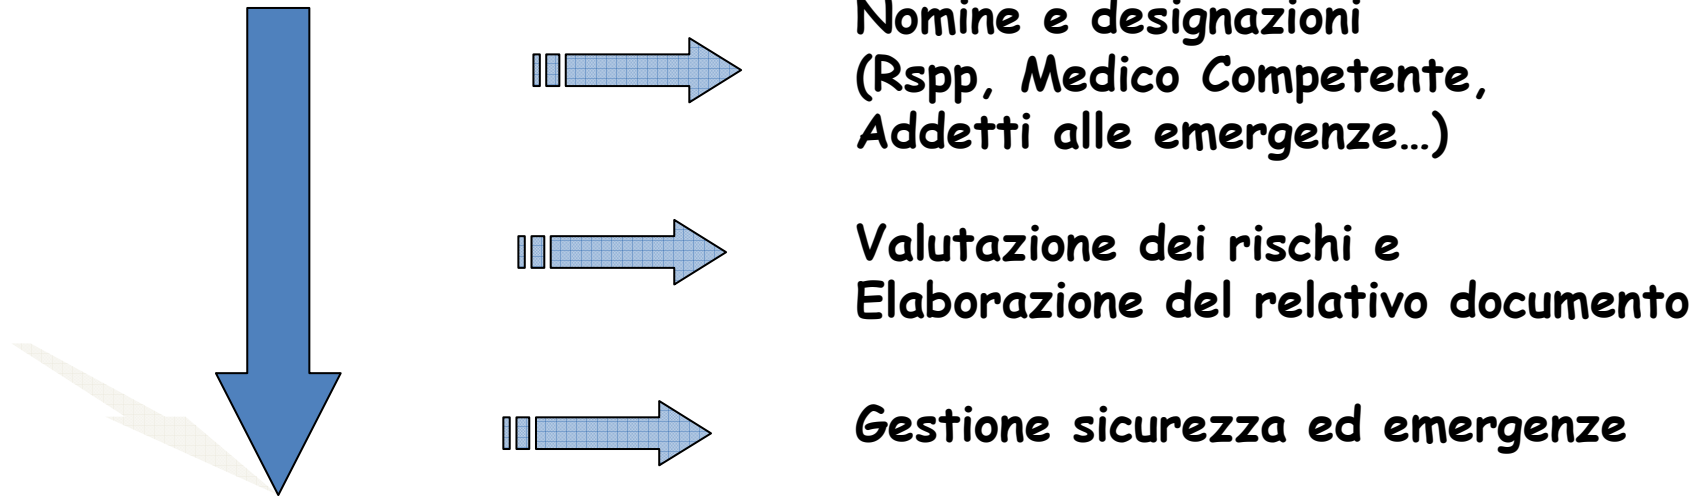 Nomine e designazioni
(Rspp, Medico Competente,
Addetti alle emergenze…)
Valutazione dei rischi e
Elaborazione del relativo documento
Gestione sicurezza ed emergenze